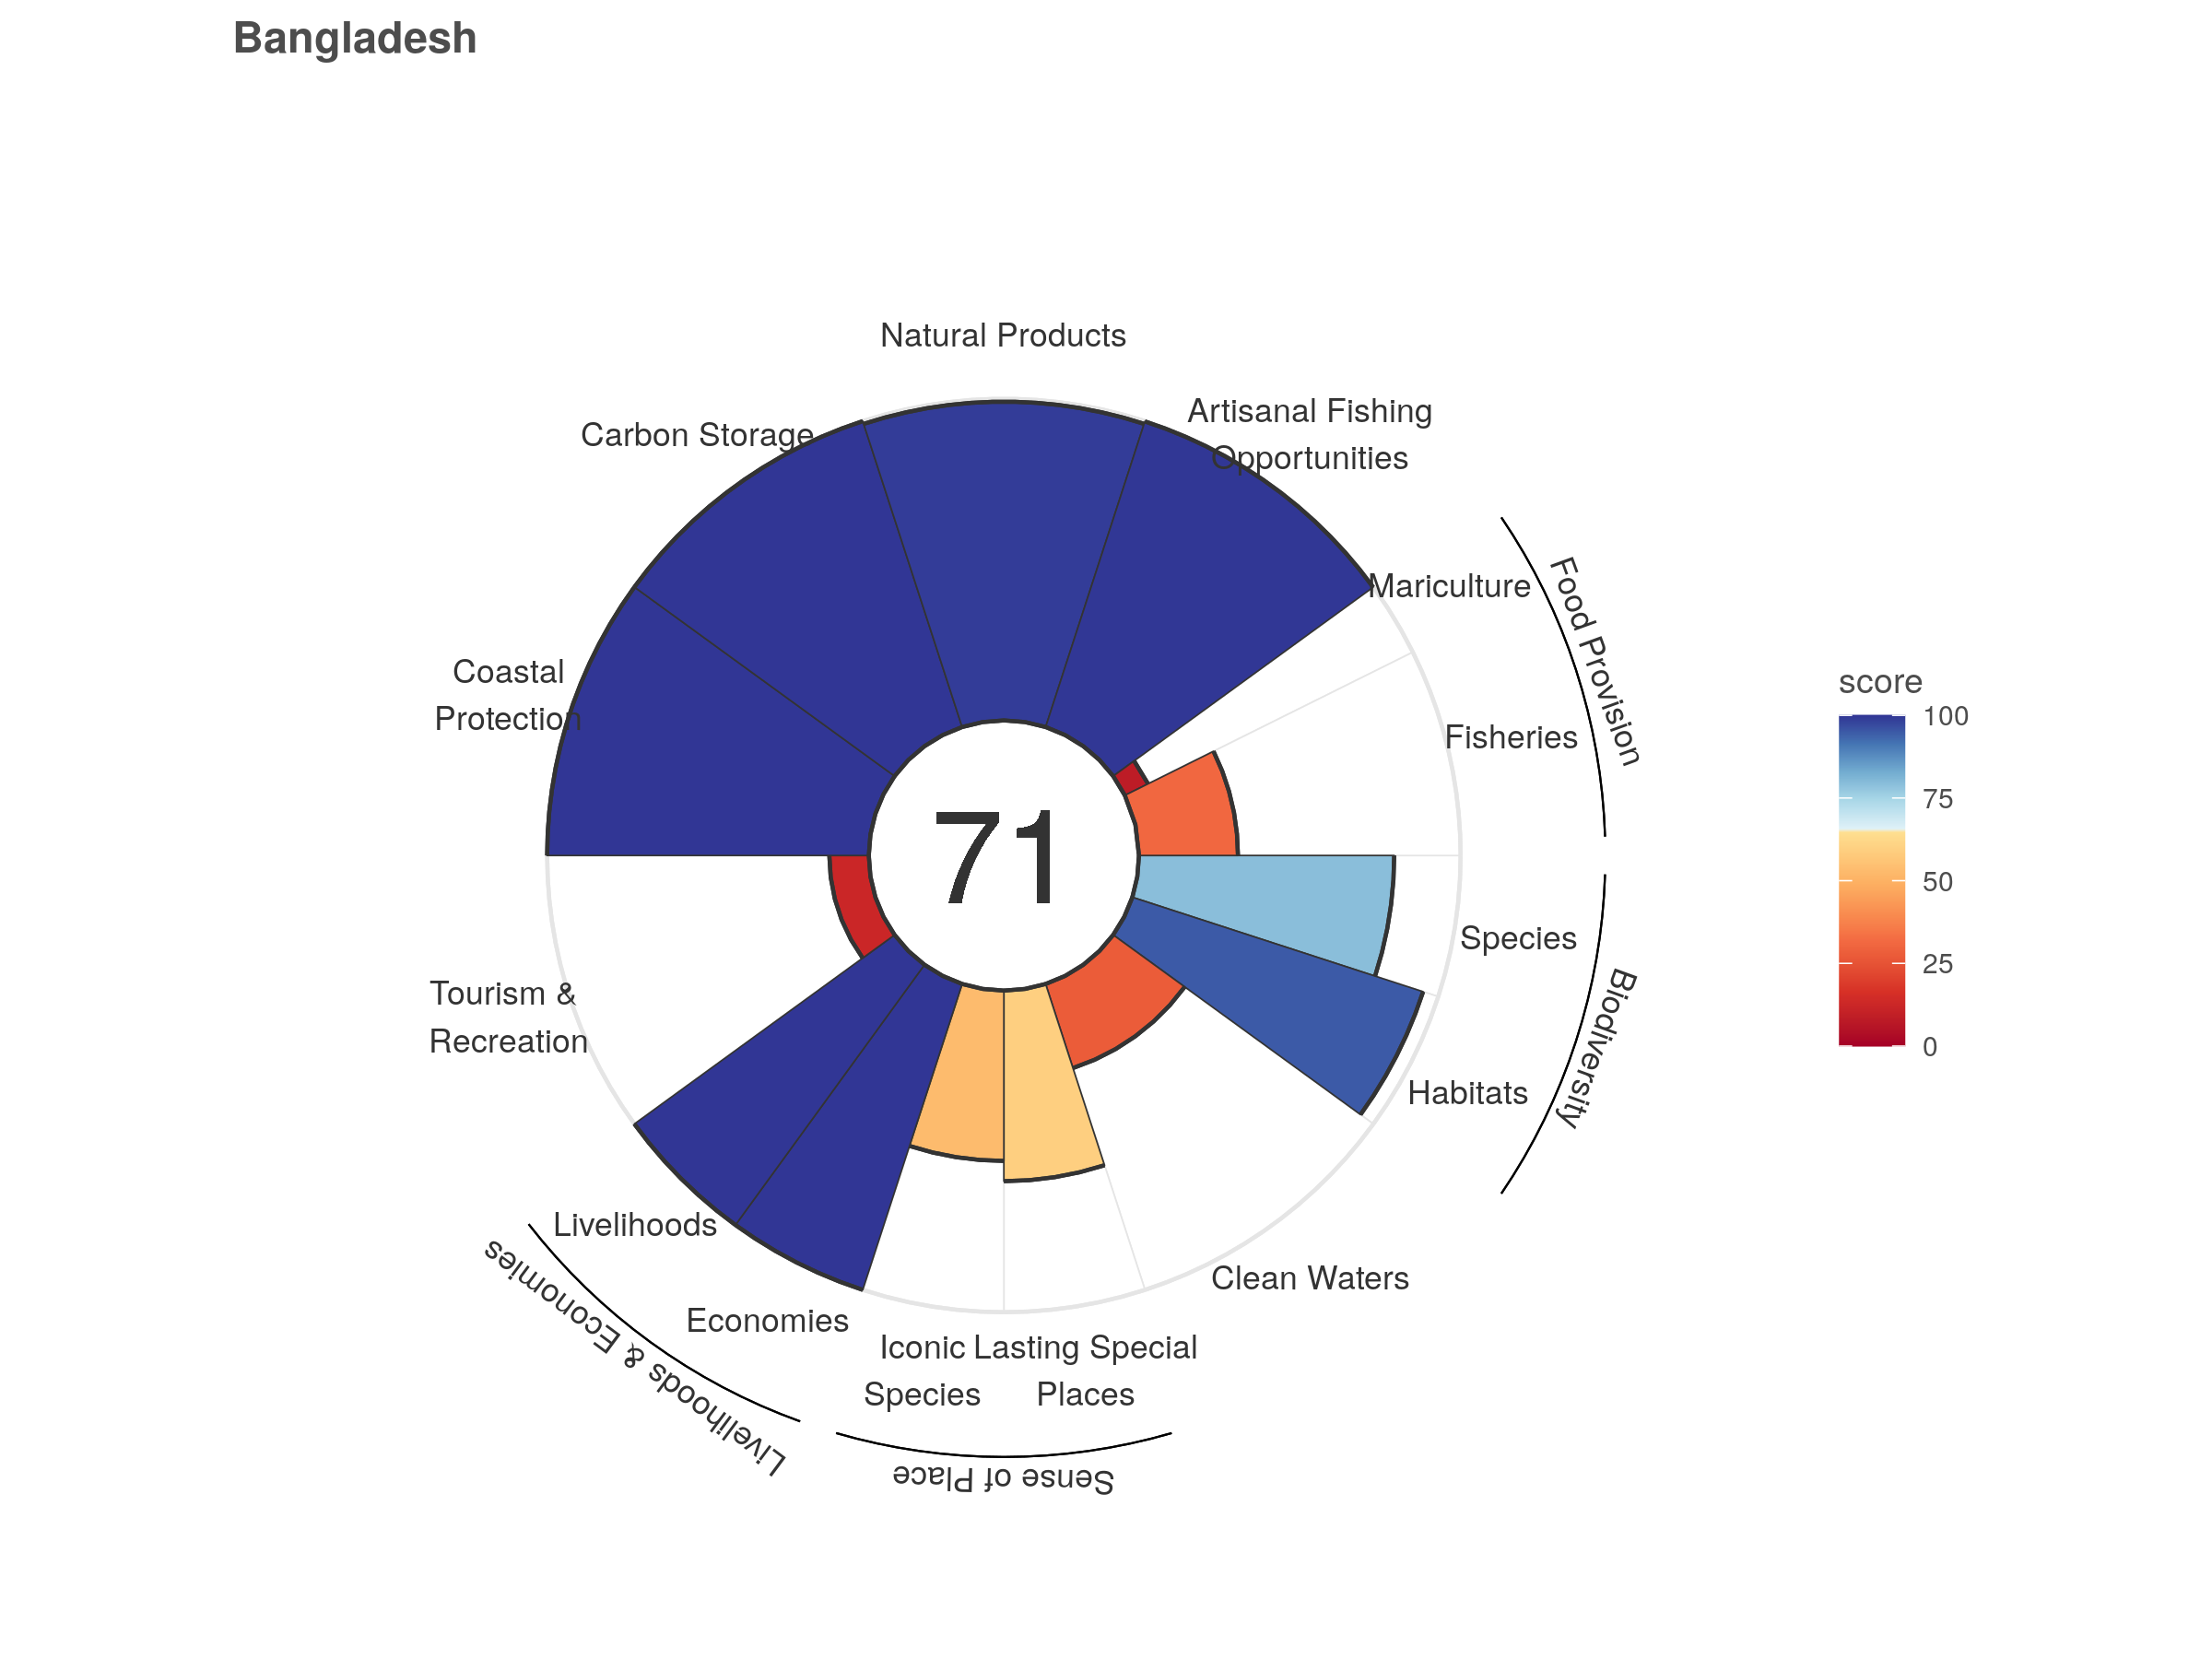 Bangladesh
Natural Products
Artisanal Fishing
Opportunities
Carbon Storage
Mariculture
Food Provision
Coastal
Protection
Fisheries
71
Species
Biodiversity
Habitats
Tourism &
Recreation
Clean Waters
Livelihoods
Economies
Livelihoods & Economies
Iconic
Species
Lasting Special
Places
Sense of Place
score
100
75
50
25
0